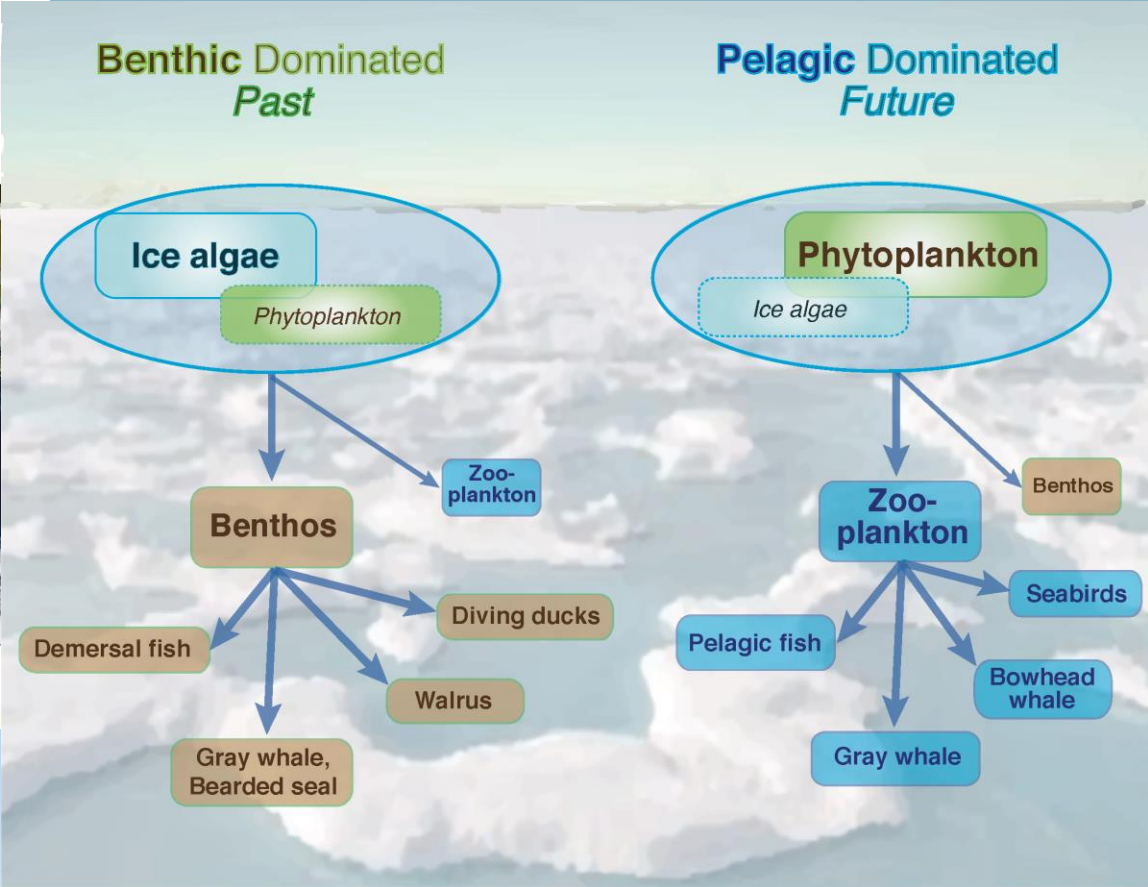 Benthic Dominated
Past
Ice algae
Phytoplankton
Zoo-
plankton
Benthos
Diving ducks
Demersal fish
Walrus
Gray whale,
Bearded seal
Pelagic Dominated
Future
Phytoplankton
Ice algae
Benthos
Zoo-
plankton
Seabirds
Pelagic fish
Bowhead
whale
Gray whale